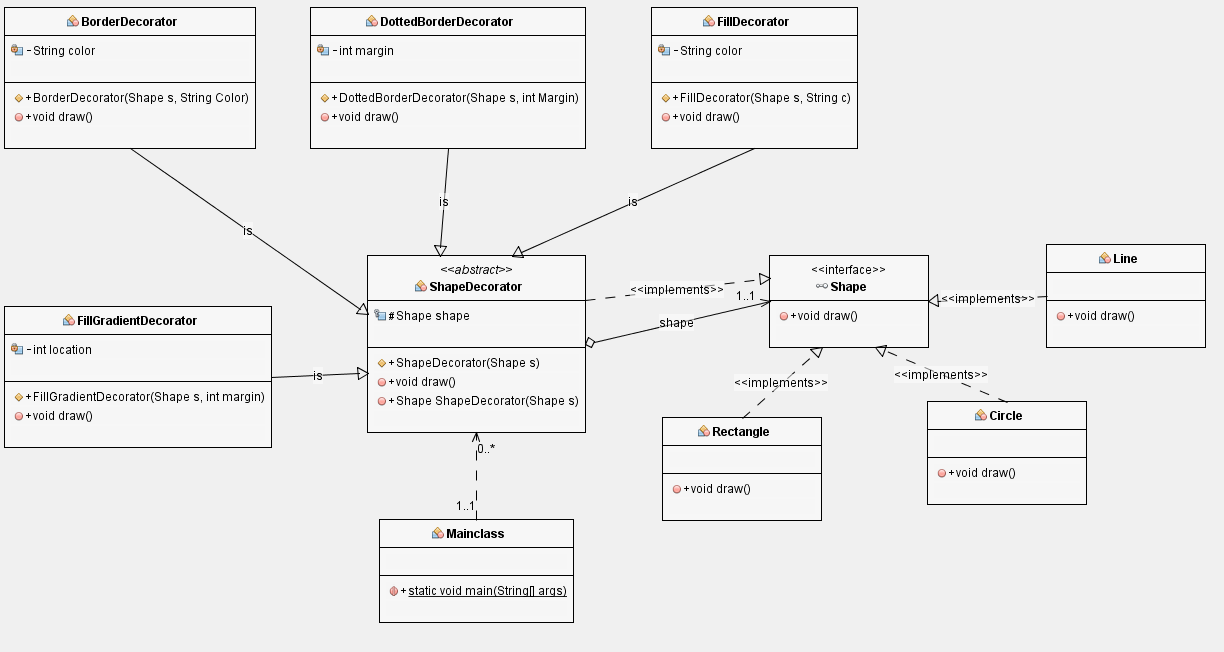 BorderDecorator
-String color
+BorderDecorator(Shape s, String Color)
+void draw()
DottedBorderDecorator
-int margin
+DottedBorderDecorator(Shape s, int Margin)
+void draw()
FillDecorator
-String color
+FillDecorator(Shape s, String c)
+void draw()
is
is
is
<<abstract>>
ShapeDecorator
#Shape shape
+ShapeDecorator(Shape s)
+void draw()
+Shape ShapeDecorator(Shape s)
<<implements>>
1..1
shape
<<interface>>
Shape
+void draw()
<<implements>>
Line
+void draw()
FillGradientDecorator
-int location
+FillGradientDecorator(Shape s, int margin)
+void draw()
is
<<implements>>
<<implements>>
Rectangle
+void draw()
Circle
+void draw()
0..*
1..1
Mainclass
+static void main(String[] args)